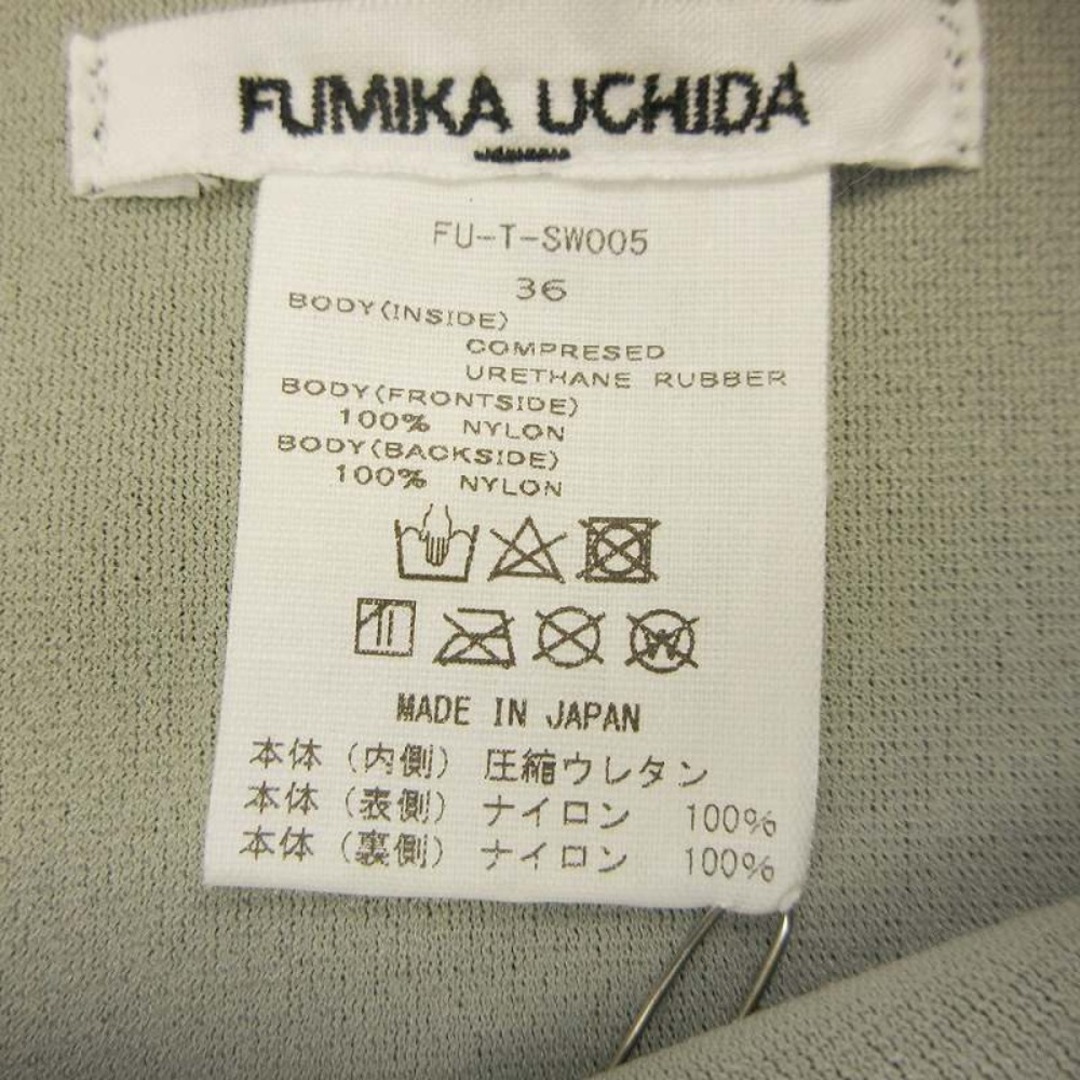 FUMIKA UCHIDA
FU-T-SW005
36
BODY(INSIDE)
COMPRESED
URETHANE RUBBER
BODY(FRONTSIDE)
100% NYLON
BODY(BACKSIDE)
100% NYLON
MADE IN JAPAN
本体(内側) 圧縮ウレタン
本体(表側) ナイロン 100%
本体(裏側) ナイロン 100%